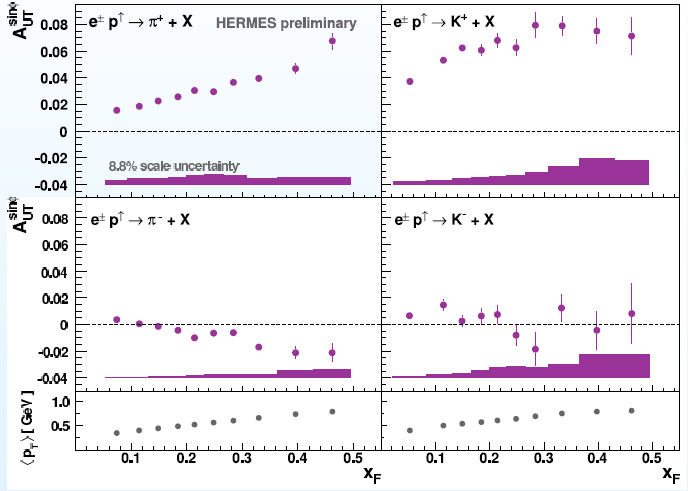 A_UT^sinϕ
e± p↑ → π+ + X HERMES preliminary
e± p↑ → K+ + X
0.08
0.06
0.04
0.02
0
-0.02
-0.04
8.8% scale uncertainty
A_UT^sinϕ
e± p↑ → π- + X
e± p↑ → K- + X
0.08
0.06
0.04
0.02
0
-0.02
-0.04
⟨p_T⟩ [GeV]
1.0
0.5
0.1 0.2 0.3 0.4 0.5 0.1 0.2 0.3 0.4 0.5
x_F x_F